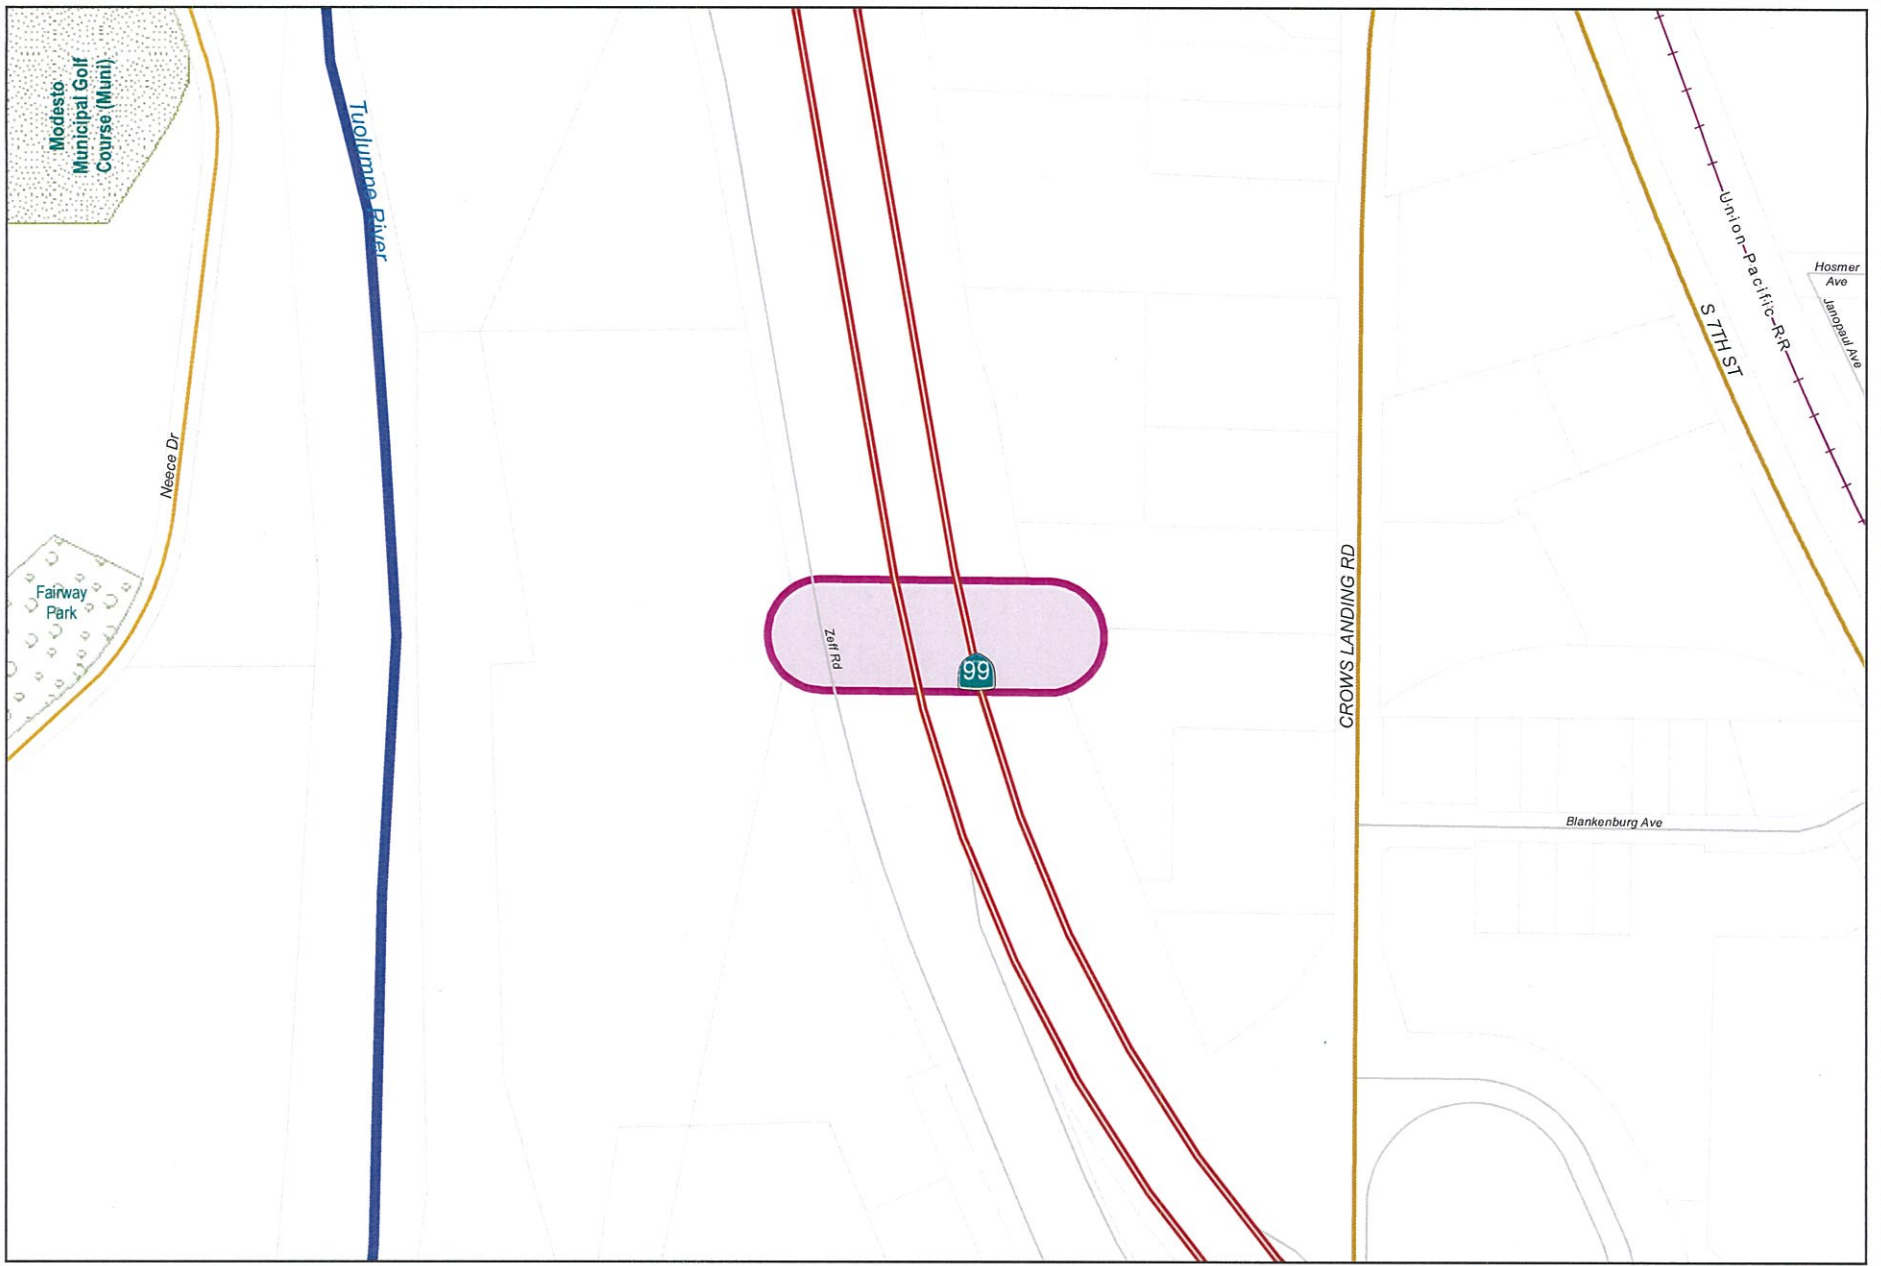 Modesto
Municipal Golf
Course (Muni)
Tuolumne River
Union Pacific RR
Hosmer
Ave
Janopaul Ave
S 7TH ST
Neece Dr
Fairway
Park
Zeff Rd
99
CROWS LANDING RD
Blankenburg Ave